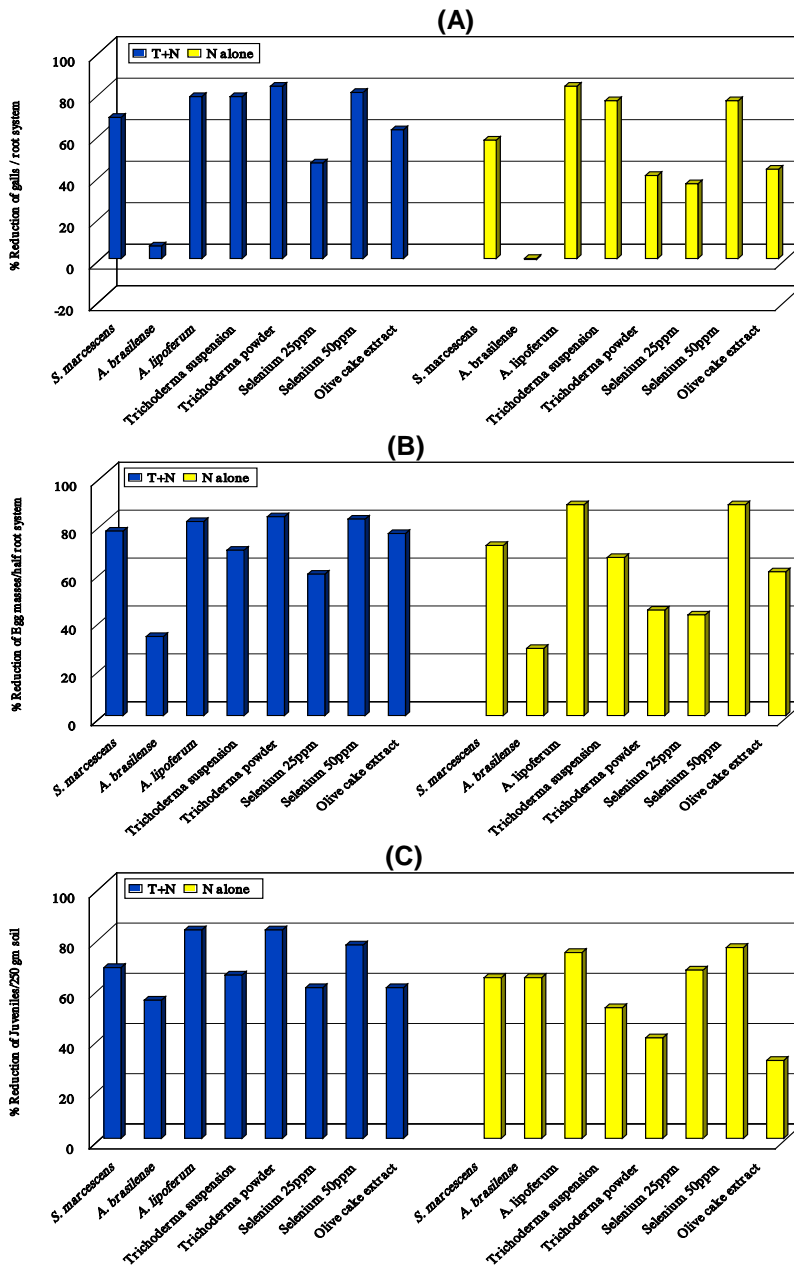 (A)
% Reduction of galls / root system
T+N N alone
100
80
60
40
20
0
-20
S. marcescens
A. brasilense
A. lipoferum
Trichoderma suspension
Trichoderma powder
Selenium 25ppm
Selenium 50ppm
Olive cake extract
S. marcescens
A. brasilense
A. lipoferum
Trichoderma suspension
Trichoderma powder
Selenium 25ppm
Selenium 50ppm
Olive cake extract
(B)
% Reduction of Egg masses/half root system
T+N N alone
100
80
60
40
20
0
S. marcescens
A. brasilense
A. lipoferum
Trichoderma suspension
Trichoderma powder
Selenium 25ppm
Selenium 50ppm
Olive cake extract
S. marcescens
A. brasilense
A. lipoferum
Trichoderma suspension
Trichoderma powder
Selenium 25ppm
Selenium 50ppm
Olive cake extract
(C)
% Reduction of Juveniles/250 gm soil
T+N N alone
100
80
60
40
20
0
S. marcescens
A. brasilense
A. lipoferum
Trichoderma suspension
Trichoderma powder
Selenium 25ppm
Selenium 50ppm
Olive cake extract
S. marcescens
A. brasilense
A. lipoferum
Trichoderma suspension
Trichoderma powder
Selenium 25ppm
Selenium 50ppm
Olive cake extract